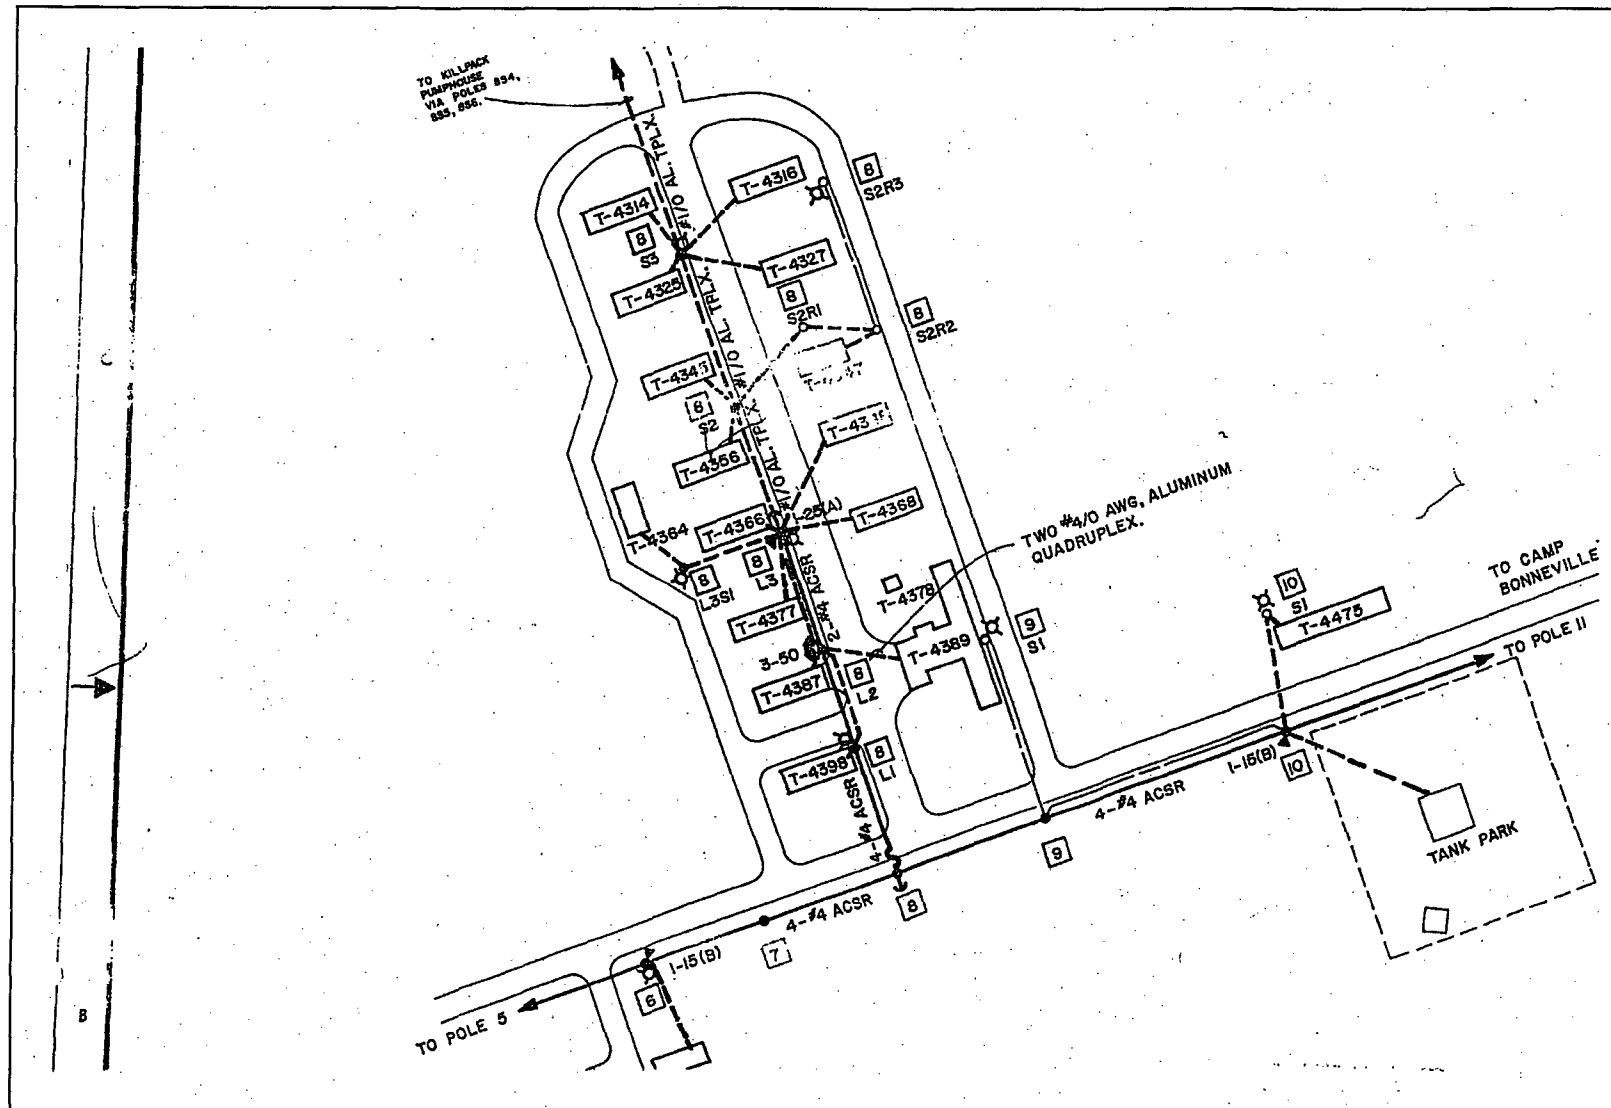 TO KILLPACK
PUMPHOUSE
VIA POLES 854,
855, 856.
#1/0 AL. TPLX.
T-4316
8
S2R3
T-4314
8
S3
T-4327
T-4325
#1/0 AL. TPLX.
8
S2R1
8
S2R2
T-4345
8
S2
#1/0 AL. TPLX.
T-4356
T-4364
T-4366
1-25(A)
T-4368
TWO #4/0 AWG, ALUMINUM
QUADRUPLEX.
8
L3S1
8
L3
2-#4 ACSR
T-4377
T-4378
T-4389
3-50
T-4387
8
L2
9
S1
10
S1
T-4475
TO CAMP
BONNEVILLE
TO POLE 11
T-4398
8
L1
4-#4 ACSR
1-15(B)
10
4-#4 ACSR
TANK PARK
9
8
4-#4 ACSR
7
1-15(B)
6
TO POLE 5
B